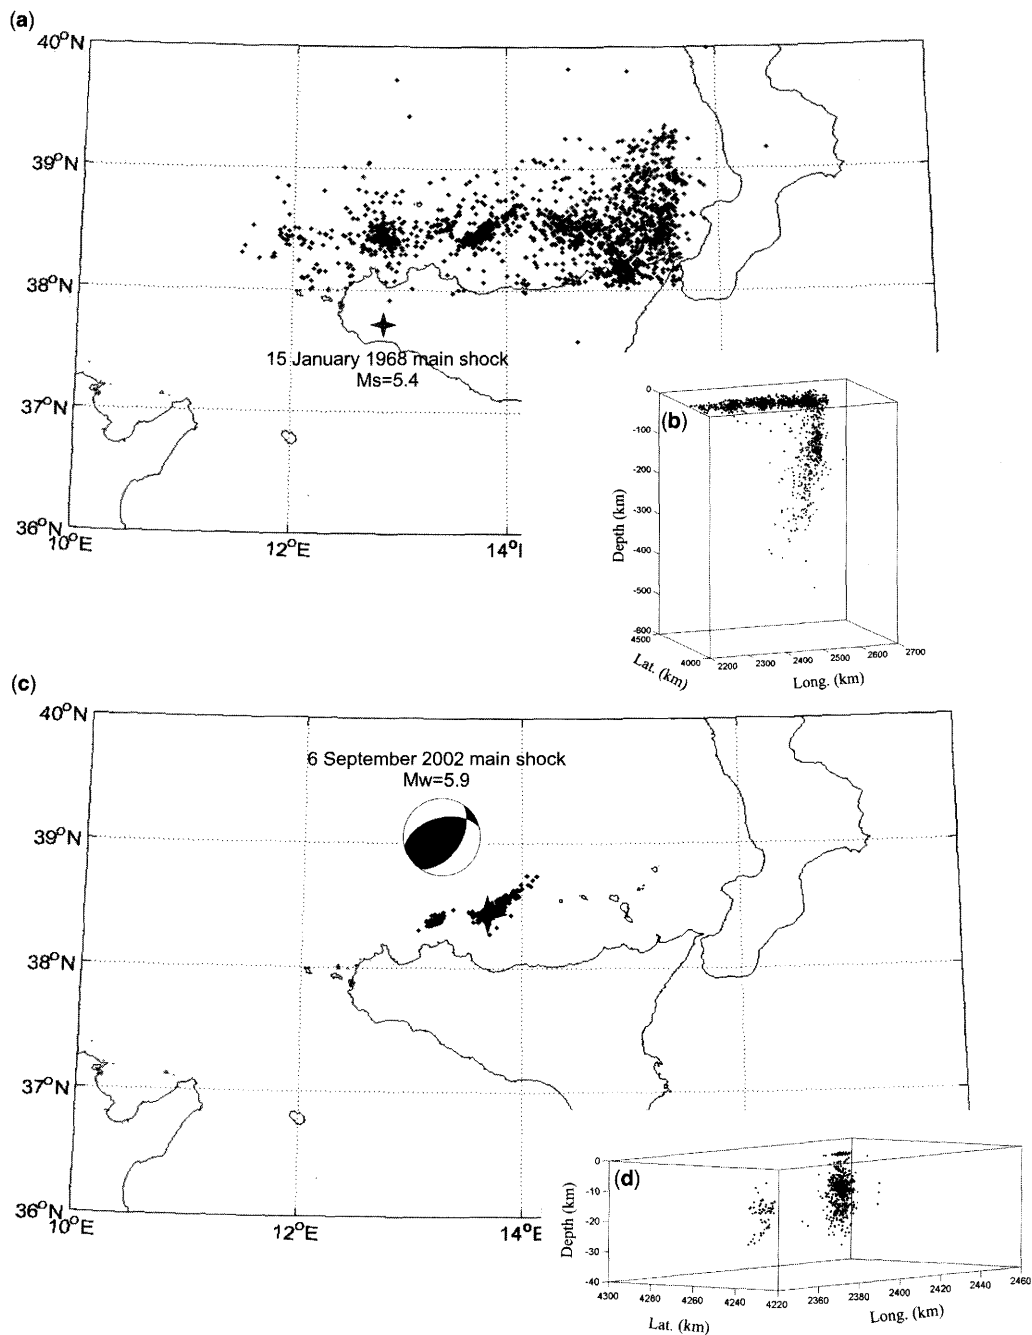 (a)
40°N
39°N
38°N
15 January 1968 main shock
Ms=5.4
37°N
36°N
10°E
12°E
14°
(b)
0
-100
-200
-300
-400
-500
-600
Depth (km)
4500
4000
Lat. (km)
2200
2300
2400
2500
2600
2700
Long. (km)
(c)
40°N
6 September 2002 main shock
Mw=5.9
39°N
38°N
37°N
36°N
10°E
12°E
14°E
(d)
0
-10
-20
-30
-40
Depth (km)
4300
4280
4260
4240
4220
Lat. (km)
2360
2380
2400
2420
2440
2460
Long. (km)